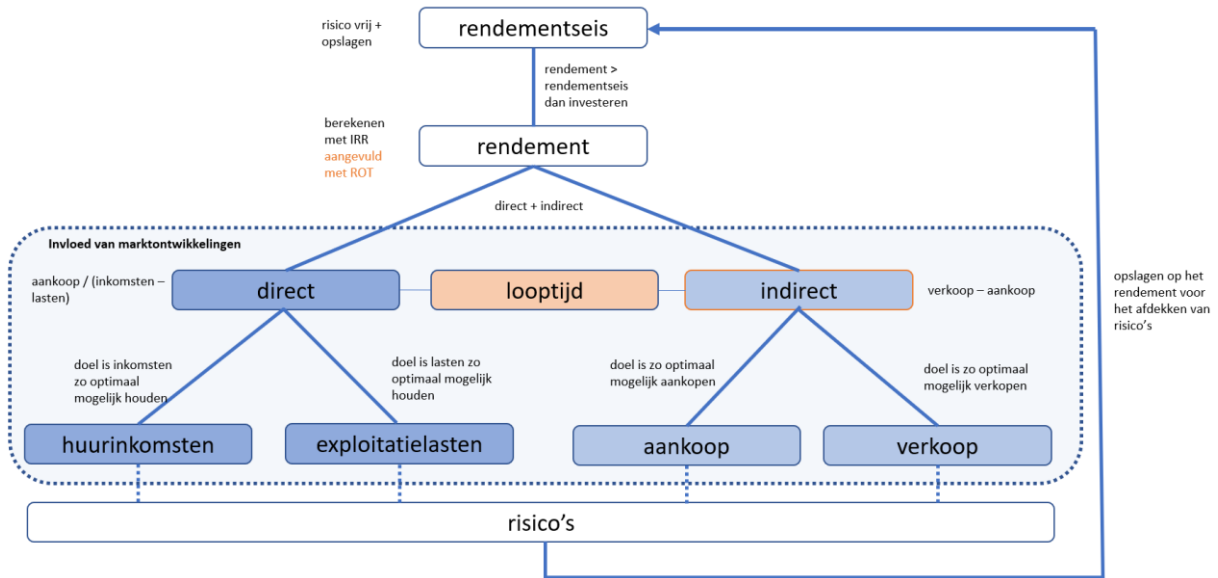 risico vrij +
opslagen
rendementseis
rendement >
rendementseis
dan investeren
berekenen
met IRR
aangevuld
met ROT
rendement
direct + indirect
Invloed van marktontwikkelingen
aankoop / (inkomsten –
lasten)
direct
looptijd
indirect
verkoop – aankoop
opslagen op het
rendement voor
het afdekken van
risico's
doel is inkomsten
zo optimaal
mogelijk houden
doel is lasten zo
optimaal mogelijk
houden
doel is zo optimaal
mogelijk aankopen
doel is zo optimaal
mogelijk verkopen
huurinkomsten
exploitatielasten
aankoop
verkoop
risico's